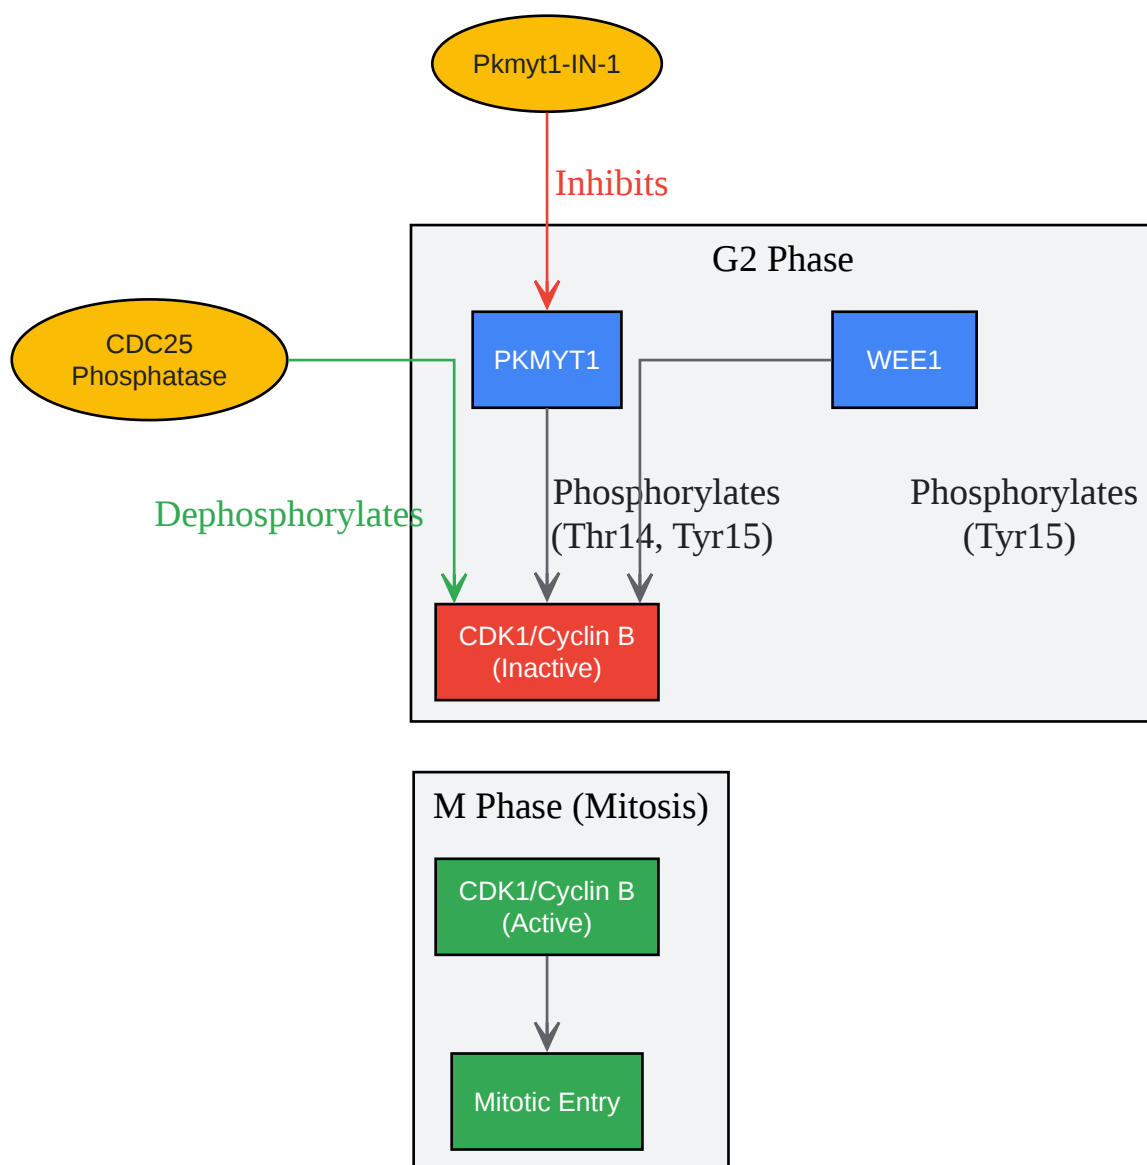 Pkmyt1-IN-1
Inhibits
G2 Phase
CDC25
Phosphatase
PKMYT1
WEE1
Dephosphorylates
Phosphorylates
(Thr14, Tyr15)
Phosphorylates
(Tyr15)
CDK1/Cyclin B
(Inactive)
M Phase (Mitosis)
CDK1/Cyclin B
(Active)
Mitotic Entry